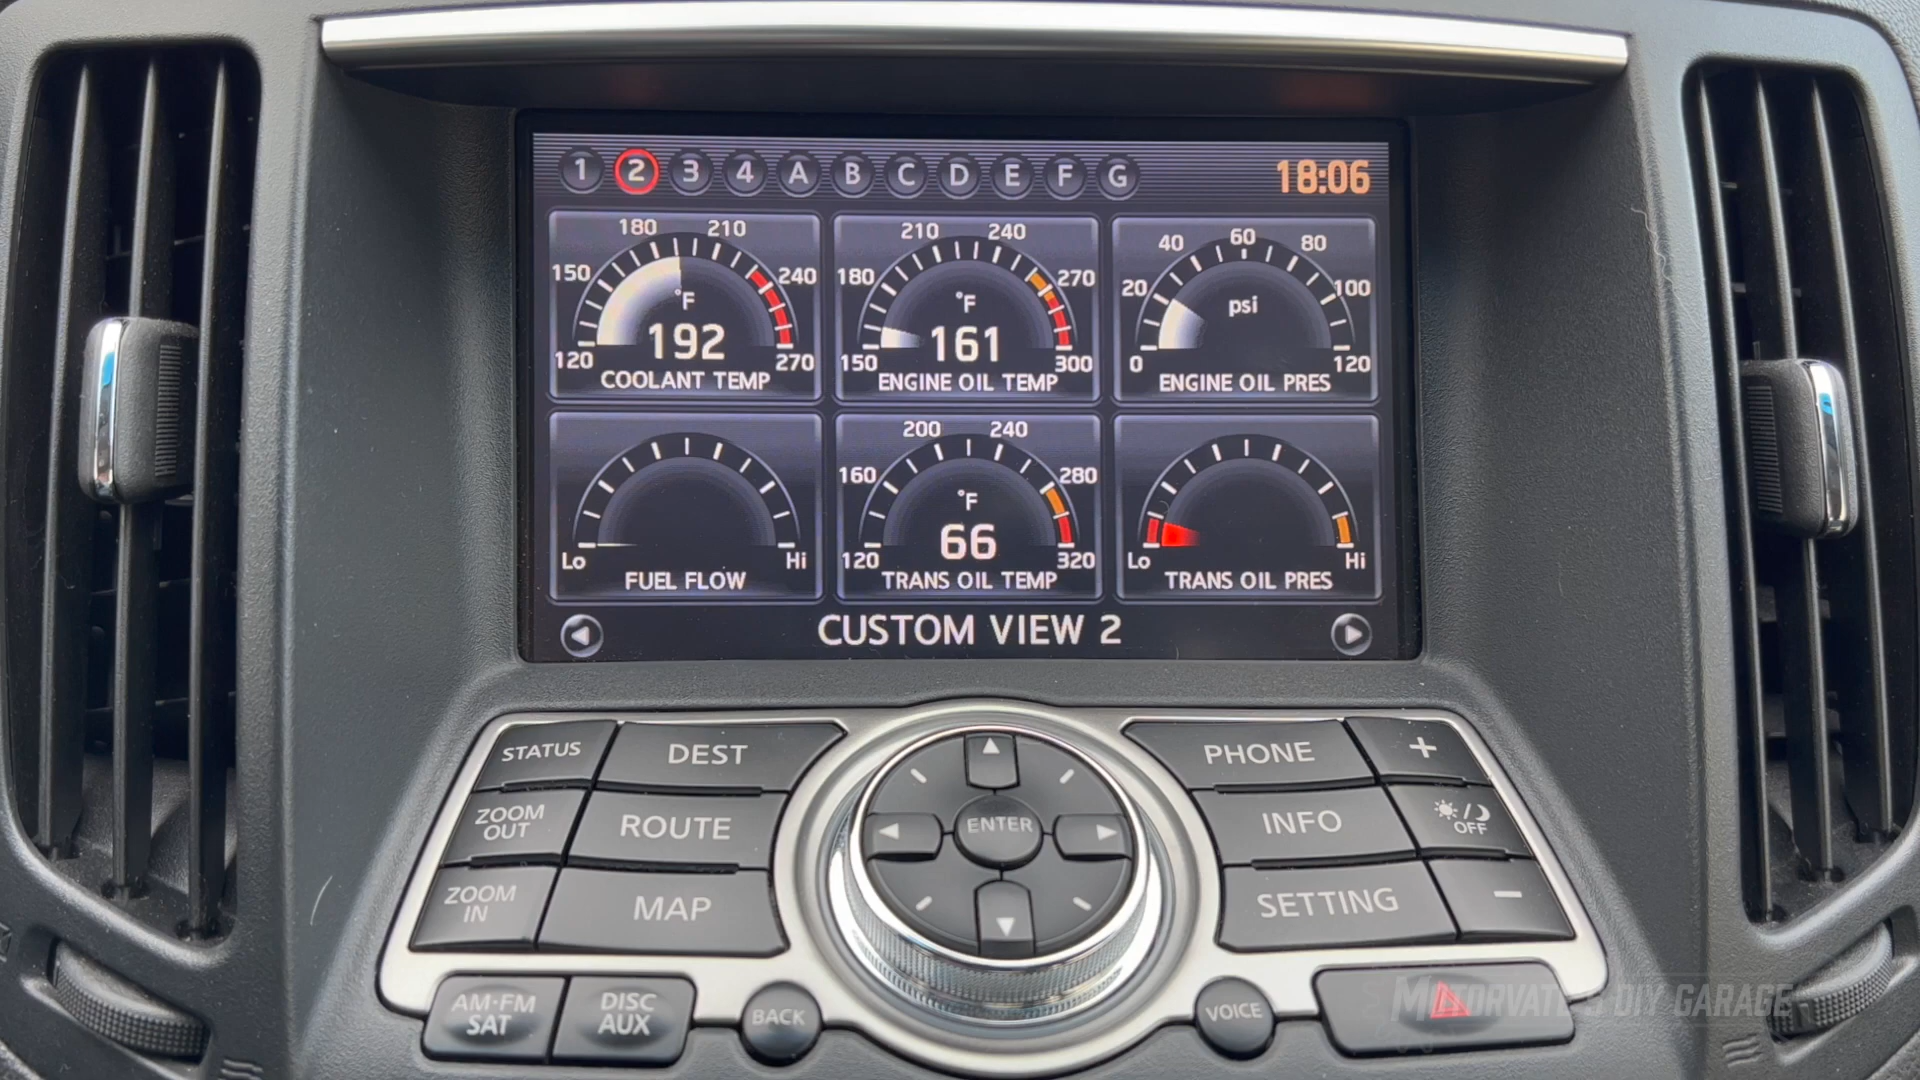 1 2 3 4 A B C D E F G 18:06
180 210
150 240
°F
192
120 270
COOLANT TEMP
210 240
180 270
°F
161
150 300
ENGINE OIL TEMP
60
40 80
20 100
psi
0 120
ENGINE OIL PRES
Lo Hi
FUEL FLOW
200 240
160 280
°F
66
120 320
TRANS OIL TEMP
Lo Hi
TRANS OIL PRES
CUSTOM VIEW 2
STATUS
DEST
ZOOM
OUT
ROUTE
ZOOM
IN
MAP
ENTER
PHONE
+
INFO
OFF
SETTING
−
AM·FM
SAT
DISC
AUX
BACK
VOICE
DIY GARAGE